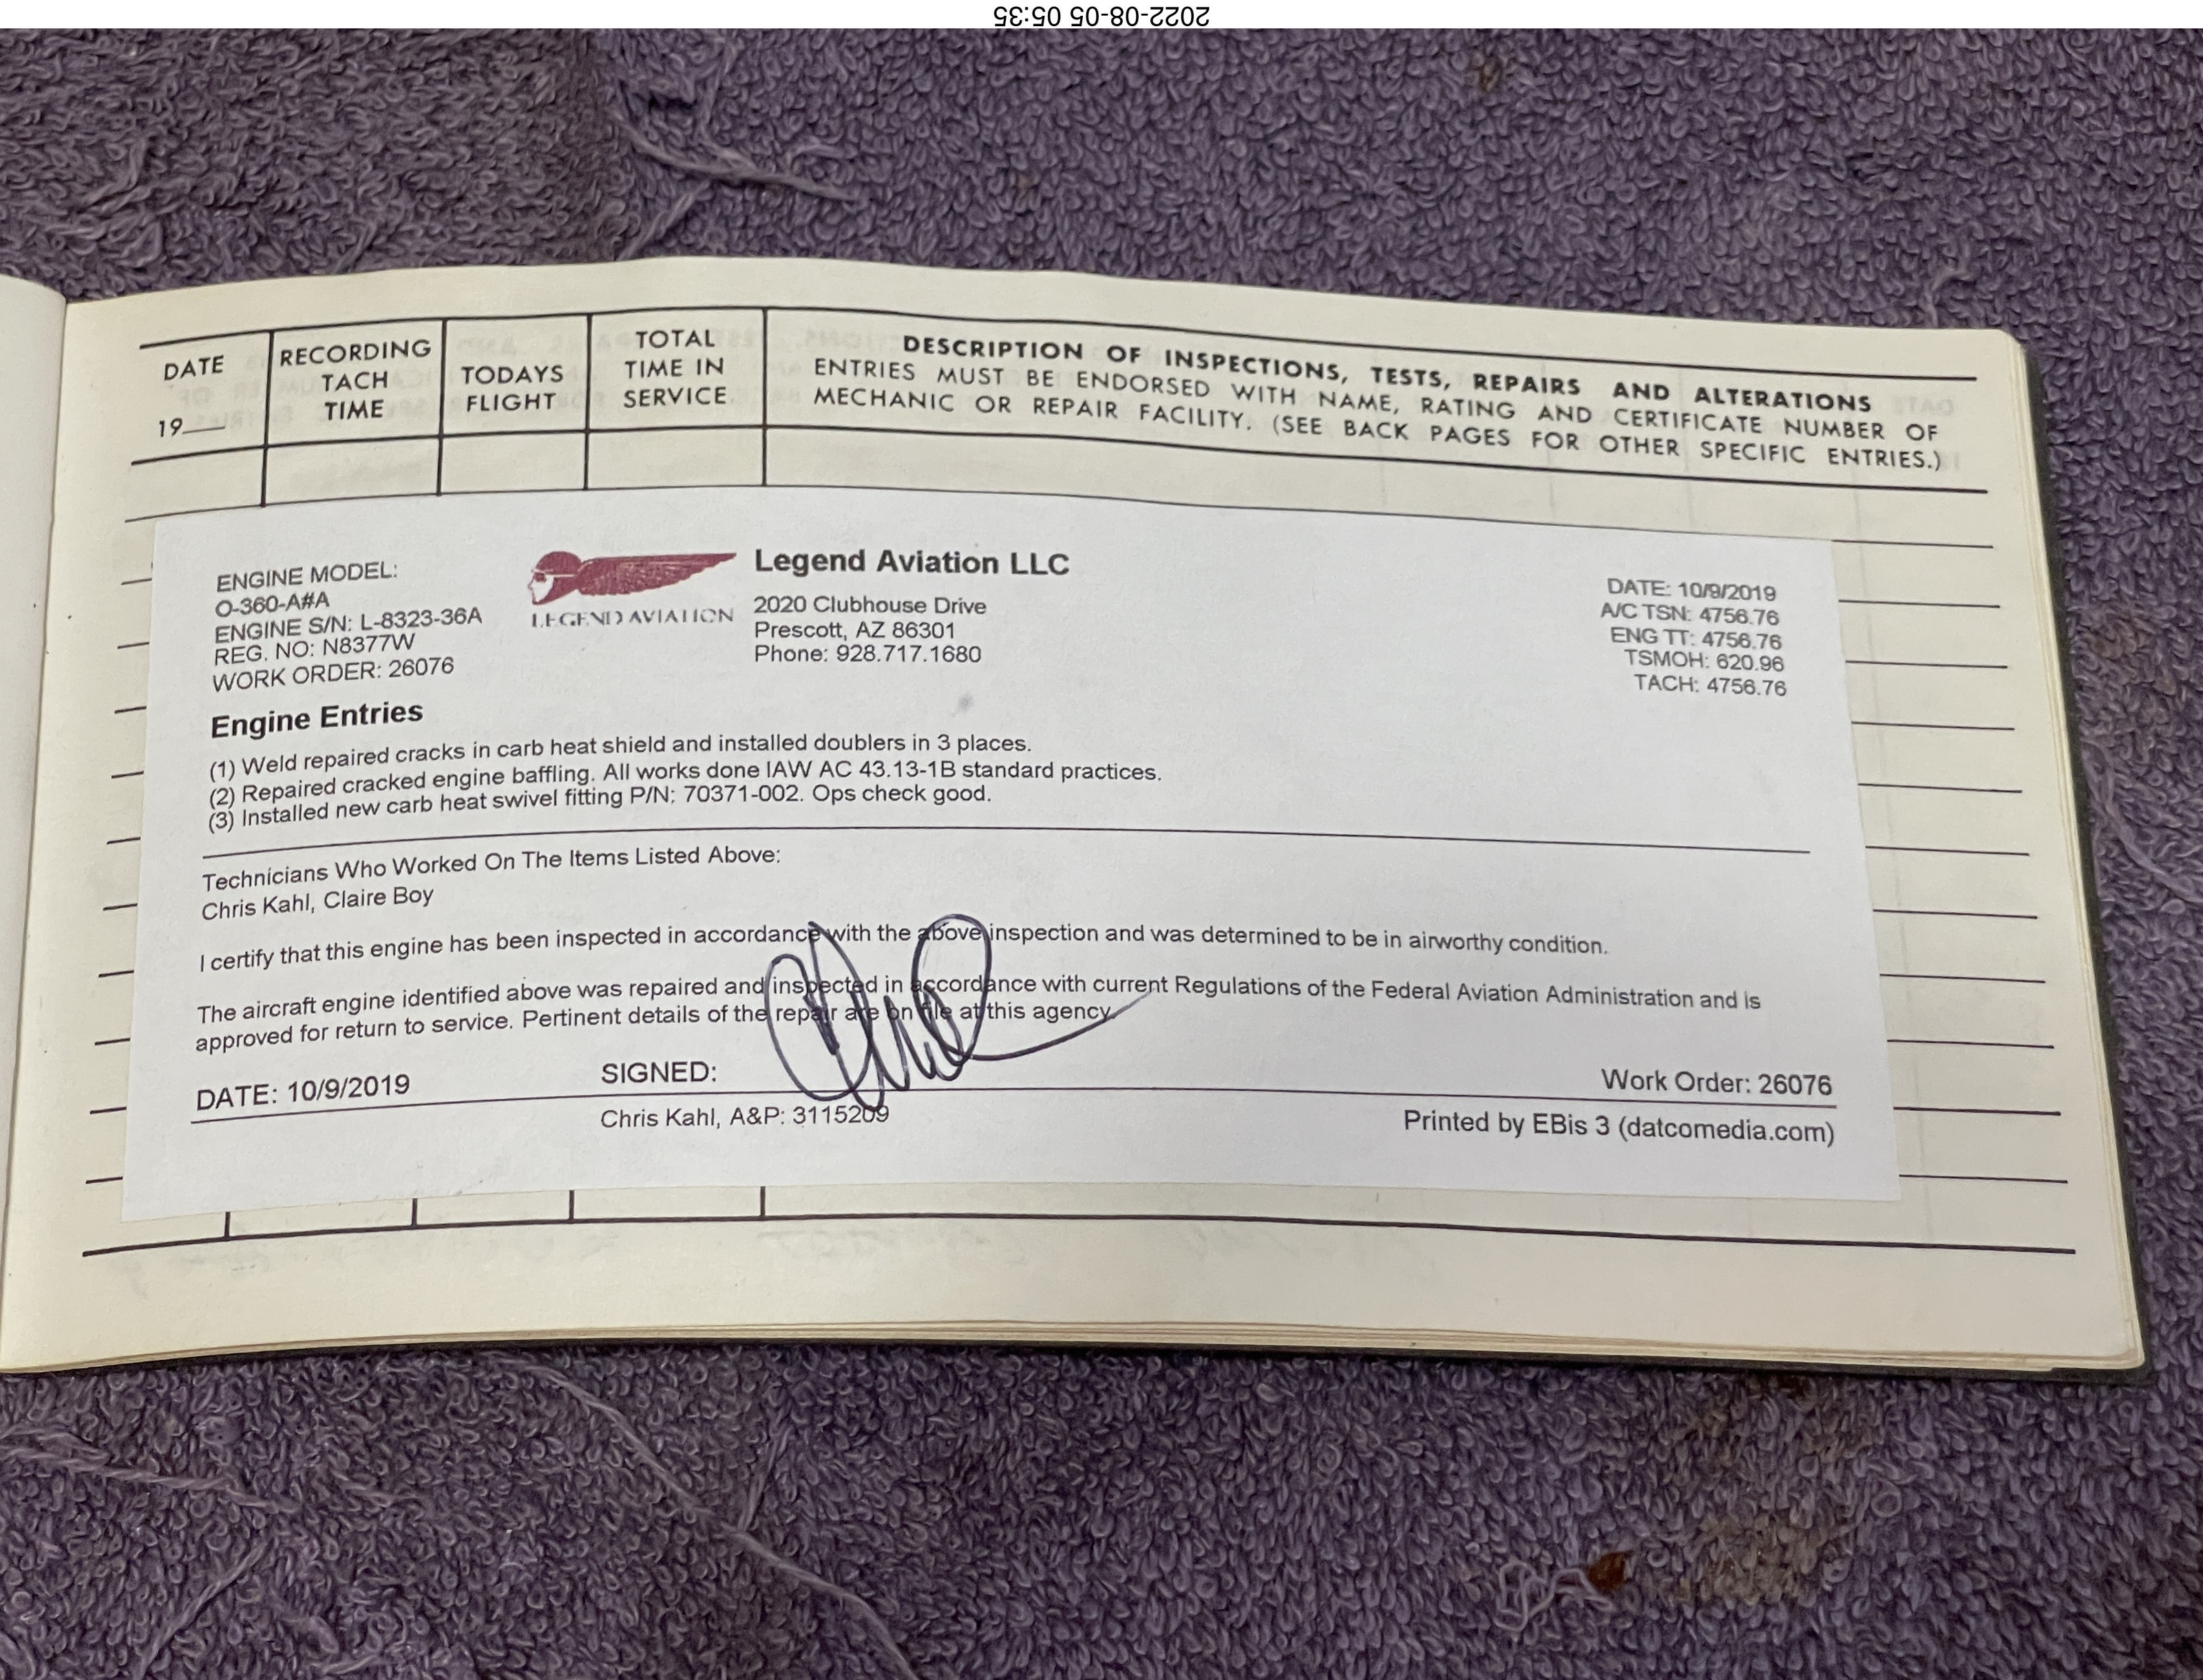 2022-08-05 05:35
DATE
19
RECORDING
TACH
TIME
TODAYS
FLIGHT
TOTAL
TIME IN
SERVICE
DESCRIPTION OF INSPECTIONS, TESTS, REPAIRS AND ALTERATIONS
ENTRIES MUST BE ENDORSED WITH NAME, RATING AND CERTIFICATE NUMBER OF
MECHANIC OR REPAIR FACILITY. (SEE BACK PAGES FOR OTHER SPECIFIC ENTRIES.)
ENGINE MODEL:
O-360-A#A
ENGINE S/N: L-8323-36A
REG. NO: N8377W
WORK ORDER: 26076
LEGEND AVIATION
Legend Aviation LLC
2020 Clubhouse Drive
Prescott, AZ 86301
Phone: 928.717.1680
DATE: 10/9/2019
A/C TSN: 4756.76
ENG TT: 4756.76
TSMOH: 620.96
TACH: 4756.76
Engine Entries
(1) Weld repaired cracks in carb heat shield and installed doublers in 3 places.
(2) Repaired cracked engine baffling. All works done IAW AC 43.13-1B standard practices.
(3) Installed new carb heat swivel fitting P/N: 70371-002. Ops check good.
Technicians Who Worked On The Items Listed Above:
Chris Kahl, Claire Boy
I certify that this engine has been inspected in accordance with the above inspection and was determined to be in airworthy condition.
The aircraft engine identified above was repaired and inspected in accordance with current Regulations of the Federal Aviation Administration and is
approved for return to service. Pertinent details of the repair are on file at this agency.
DATE: 10/9/2019
SIGNED:
Work Order: 26076
Chris Kahl, A&P: 3115209
Printed by EBis 3 (datcomedia.com)